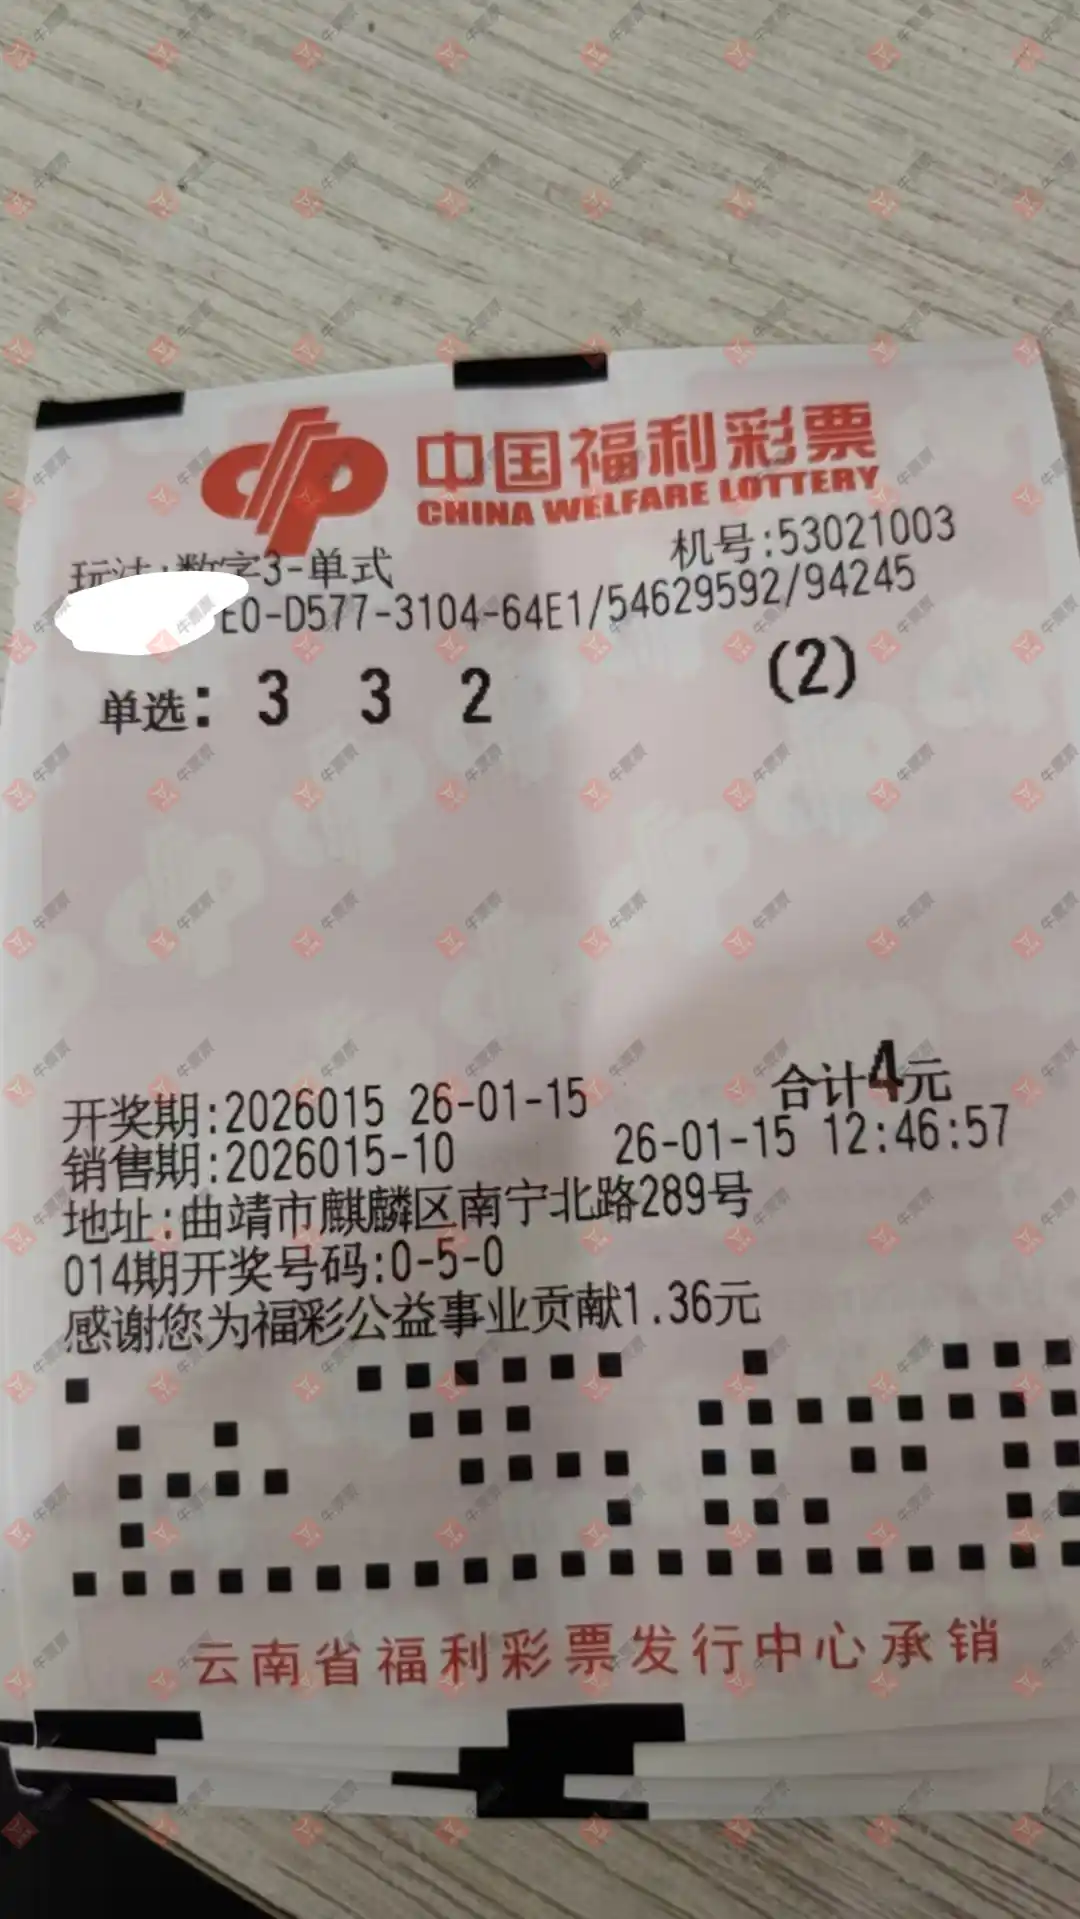 中国福利彩票
CHINA WELFARE LOTTERY
玩法:数字3-单式 机号:53021003
E0-D577-3104-64E1/54629592/94245
单选: 3 3 2 (2)
合计4元
开奖期:2026015 26-01-15
销售期:2026015-10 26-01-15 12:46:57
地址:曲靖市麒麟区南宁北路289号
014期开奖号码:0-5-0
感谢您为福彩公益事业贡献1.36元
云南省福利彩票发行中心承销
牛票票